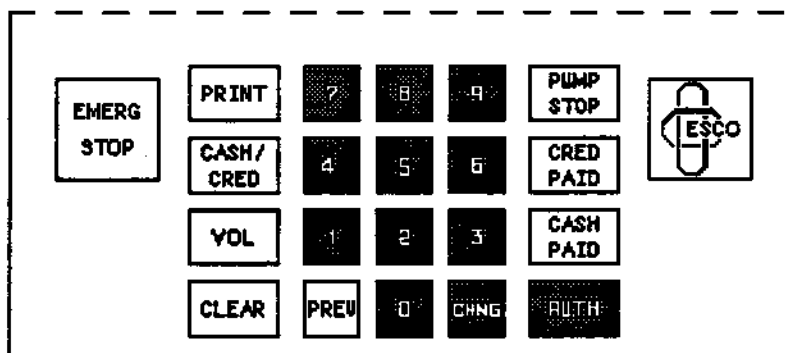 EMERG
STOP
PRINT 7 8 9 PUMP
STOP
ESCO
CASH/
CRED 4 5 6 CRED
PAID
VOL 1 2 3 CASH
PAID
CLEAR PREV 0 CHNG AUTH